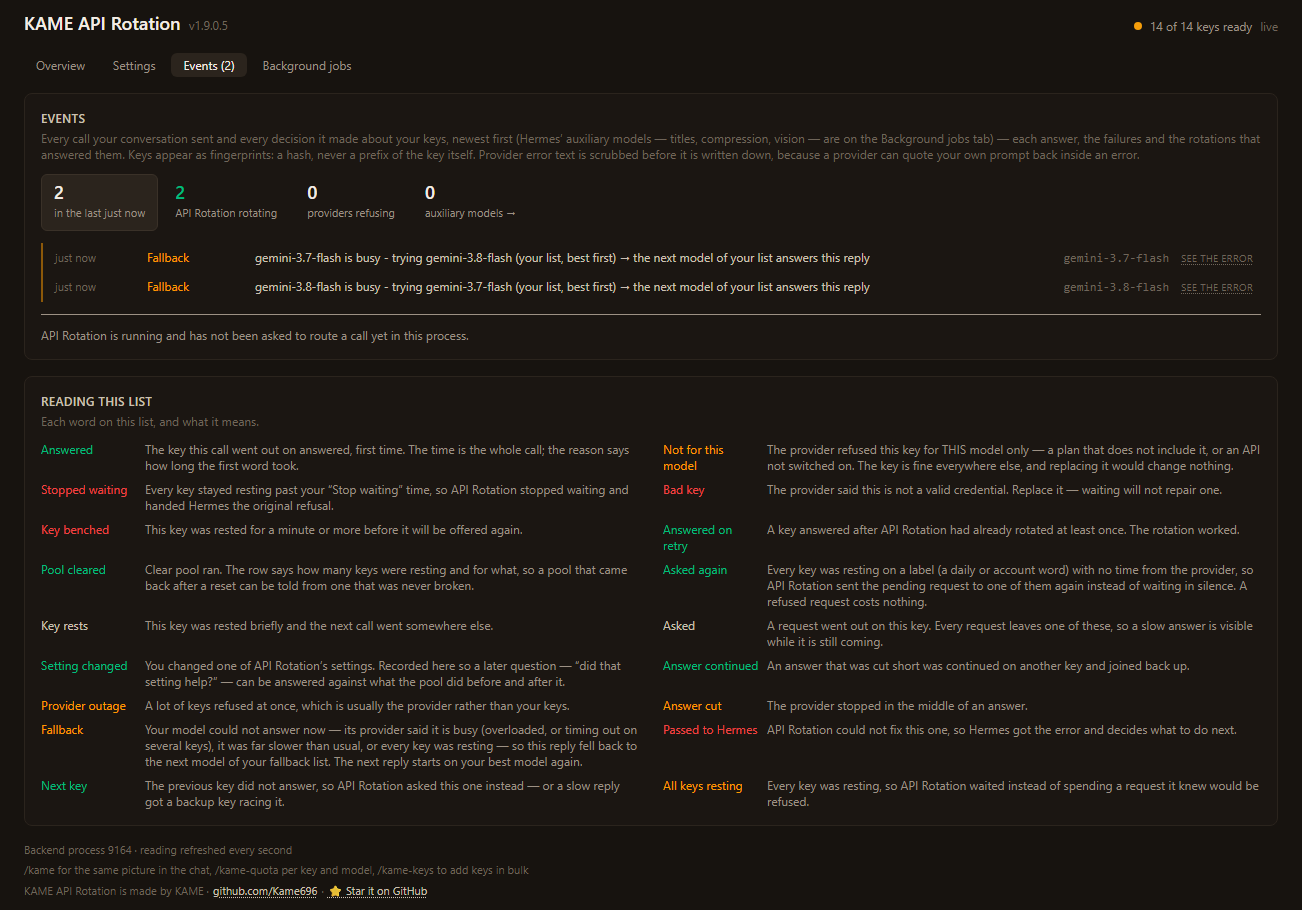 KAME API Rotation v1.9.0.5
14 of 14 keys ready live
Overview Settings Events (2) Background jobs
EVENTS
Every call your conversation sent and every decision it made about your keys, newest first (Hermes' auxiliary models — titles, compression, vision — are on the Background jobs tab) — each answer, the failures and the rotations that
answered them. Keys appear as fingerprints: a hash, never a prefix of the key itself. Provider error text is scrubbed before it is written down, because a provider can quote your own prompt back inside an error.
2 2 0 0
in the last just now API Rotation rotating providers refusing auxiliary models →
just now Fallback gemini-3.7-flash is busy - trying gemini-3.8-flash (your list, best first) → the next model of your list answers this reply gemini-3.7-flash SEE THE ERROR
just now Fallback gemini-3.8-flash is busy - trying gemini-3.7-flash (your list, best first) → the next model of your list answers this reply gemini-3.8-flash SEE THE ERROR
API Rotation is running and has not been asked to route a call yet in this process.
READING THIS LIST
Each word on this list, and what it means.
Answered The key this call went out on answered, first time. The time is the whole call; the reason says
how long the first word took.
Not for this
model
The provider refused this key for THIS model only — a plan that does not include it, or an API
not switched on. The key is fine everywhere else, and replacing it would change nothing.
Stopped waiting Every key stayed resting past your "Stop waiting" time, so API Rotation stopped waiting and
handed Hermes the original refusal.
Bad key The provider said this is not a valid credential. Replace it — waiting will not repair one.
Key benched This key was rested for a minute or more before it will be offered again.
Answered on
retry
A key answered after API Rotation had already rotated at least once. The rotation worked.
Pool cleared Clear pool ran. The row says how many keys were resting and for what, so a pool that came
back after a reset can be told from one that was never broken.
Asked again Every key was resting on a label (a daily or account word) with no time from the provider, so
API Rotation sent the pending request to one of them again instead of waiting in silence. A
refused request costs nothing.
Key rests This key was rested briefly and the next call went somewhere else.
Asked A request went out on this key. Every request leaves one of these, so a slow answer is visible
while it is still coming.
Setting changed You changed one of API Rotation's settings. Recorded here so a later question — "did that
setting help?" — can be answered against what the pool did before and after it.
Answer continued An answer that was cut short was continued on another key and joined back up.
Provider outage A lot of keys refused at once, which is usually the provider rather than your keys.
Answer cut The provider stopped in the middle of an answer.
Fallback Your model could not answer now — its provider said it is busy (overloaded, or timing out on
several keys), it was far slower than usual, or every key was resting — so this reply fell back to
the next model of your fallback list. The next reply starts on your best model again.
Passed to Hermes API Rotation could not fix this one, so Hermes got the error and decides what to do next.
Next key The previous key did not answer, so API Rotation asked this one instead — or a slow reply
got a backup key racing it.
All keys resting Every key was resting, so API Rotation waited instead of spending a request it knew would be
refused.
Backend process 9164 · reading refreshed every second
/kame for the same picture in the chat, /kame-quota per key and model, /kame-keys to add keys in bulk
KAME API Rotation is made by KAME · github.com/Kame696 · ⭐ Star it on GitHub